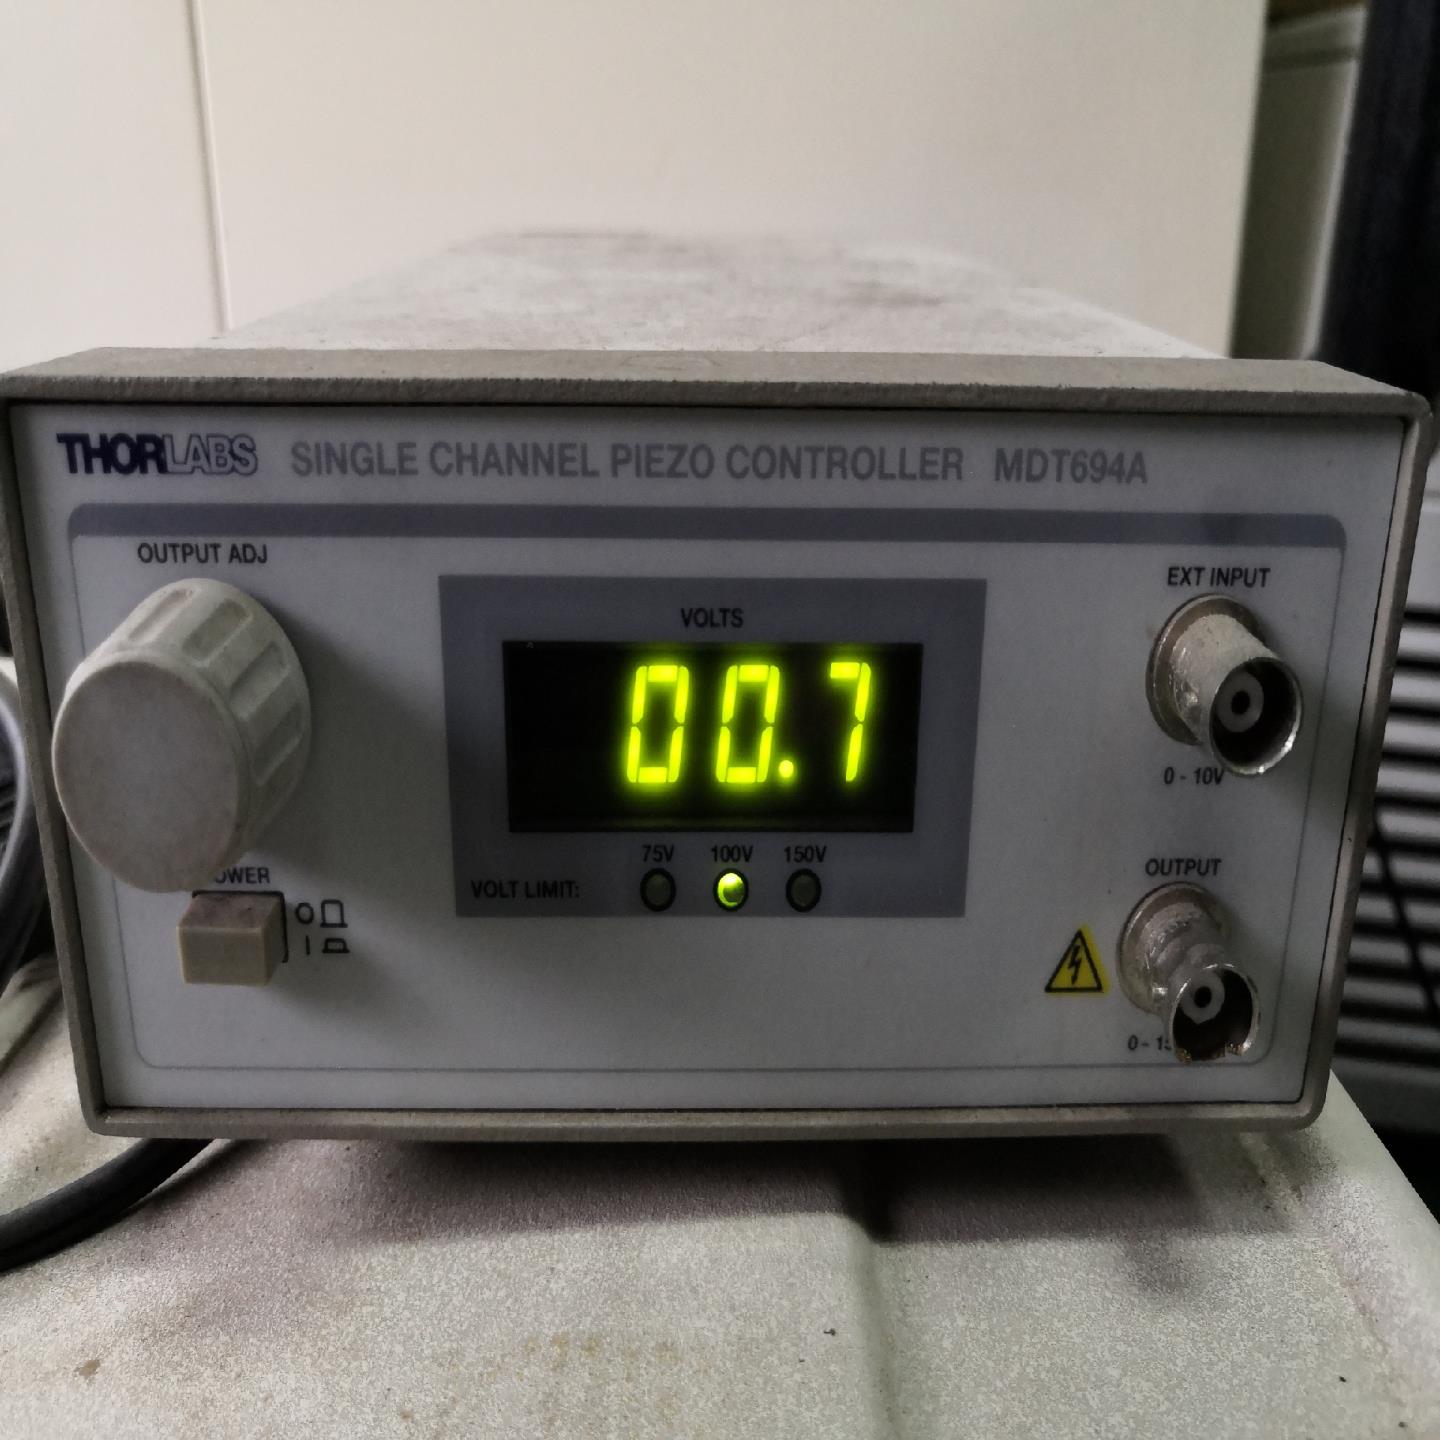 THORLABS SINGLE CHANNEL PIEZO CONTROLLER MDT694A
OUTPUT ADJ
VOLTS
00.7
75V 100V 150V
VOLT LIMIT:
EXT INPUT
0 - 10V
OUTPUT